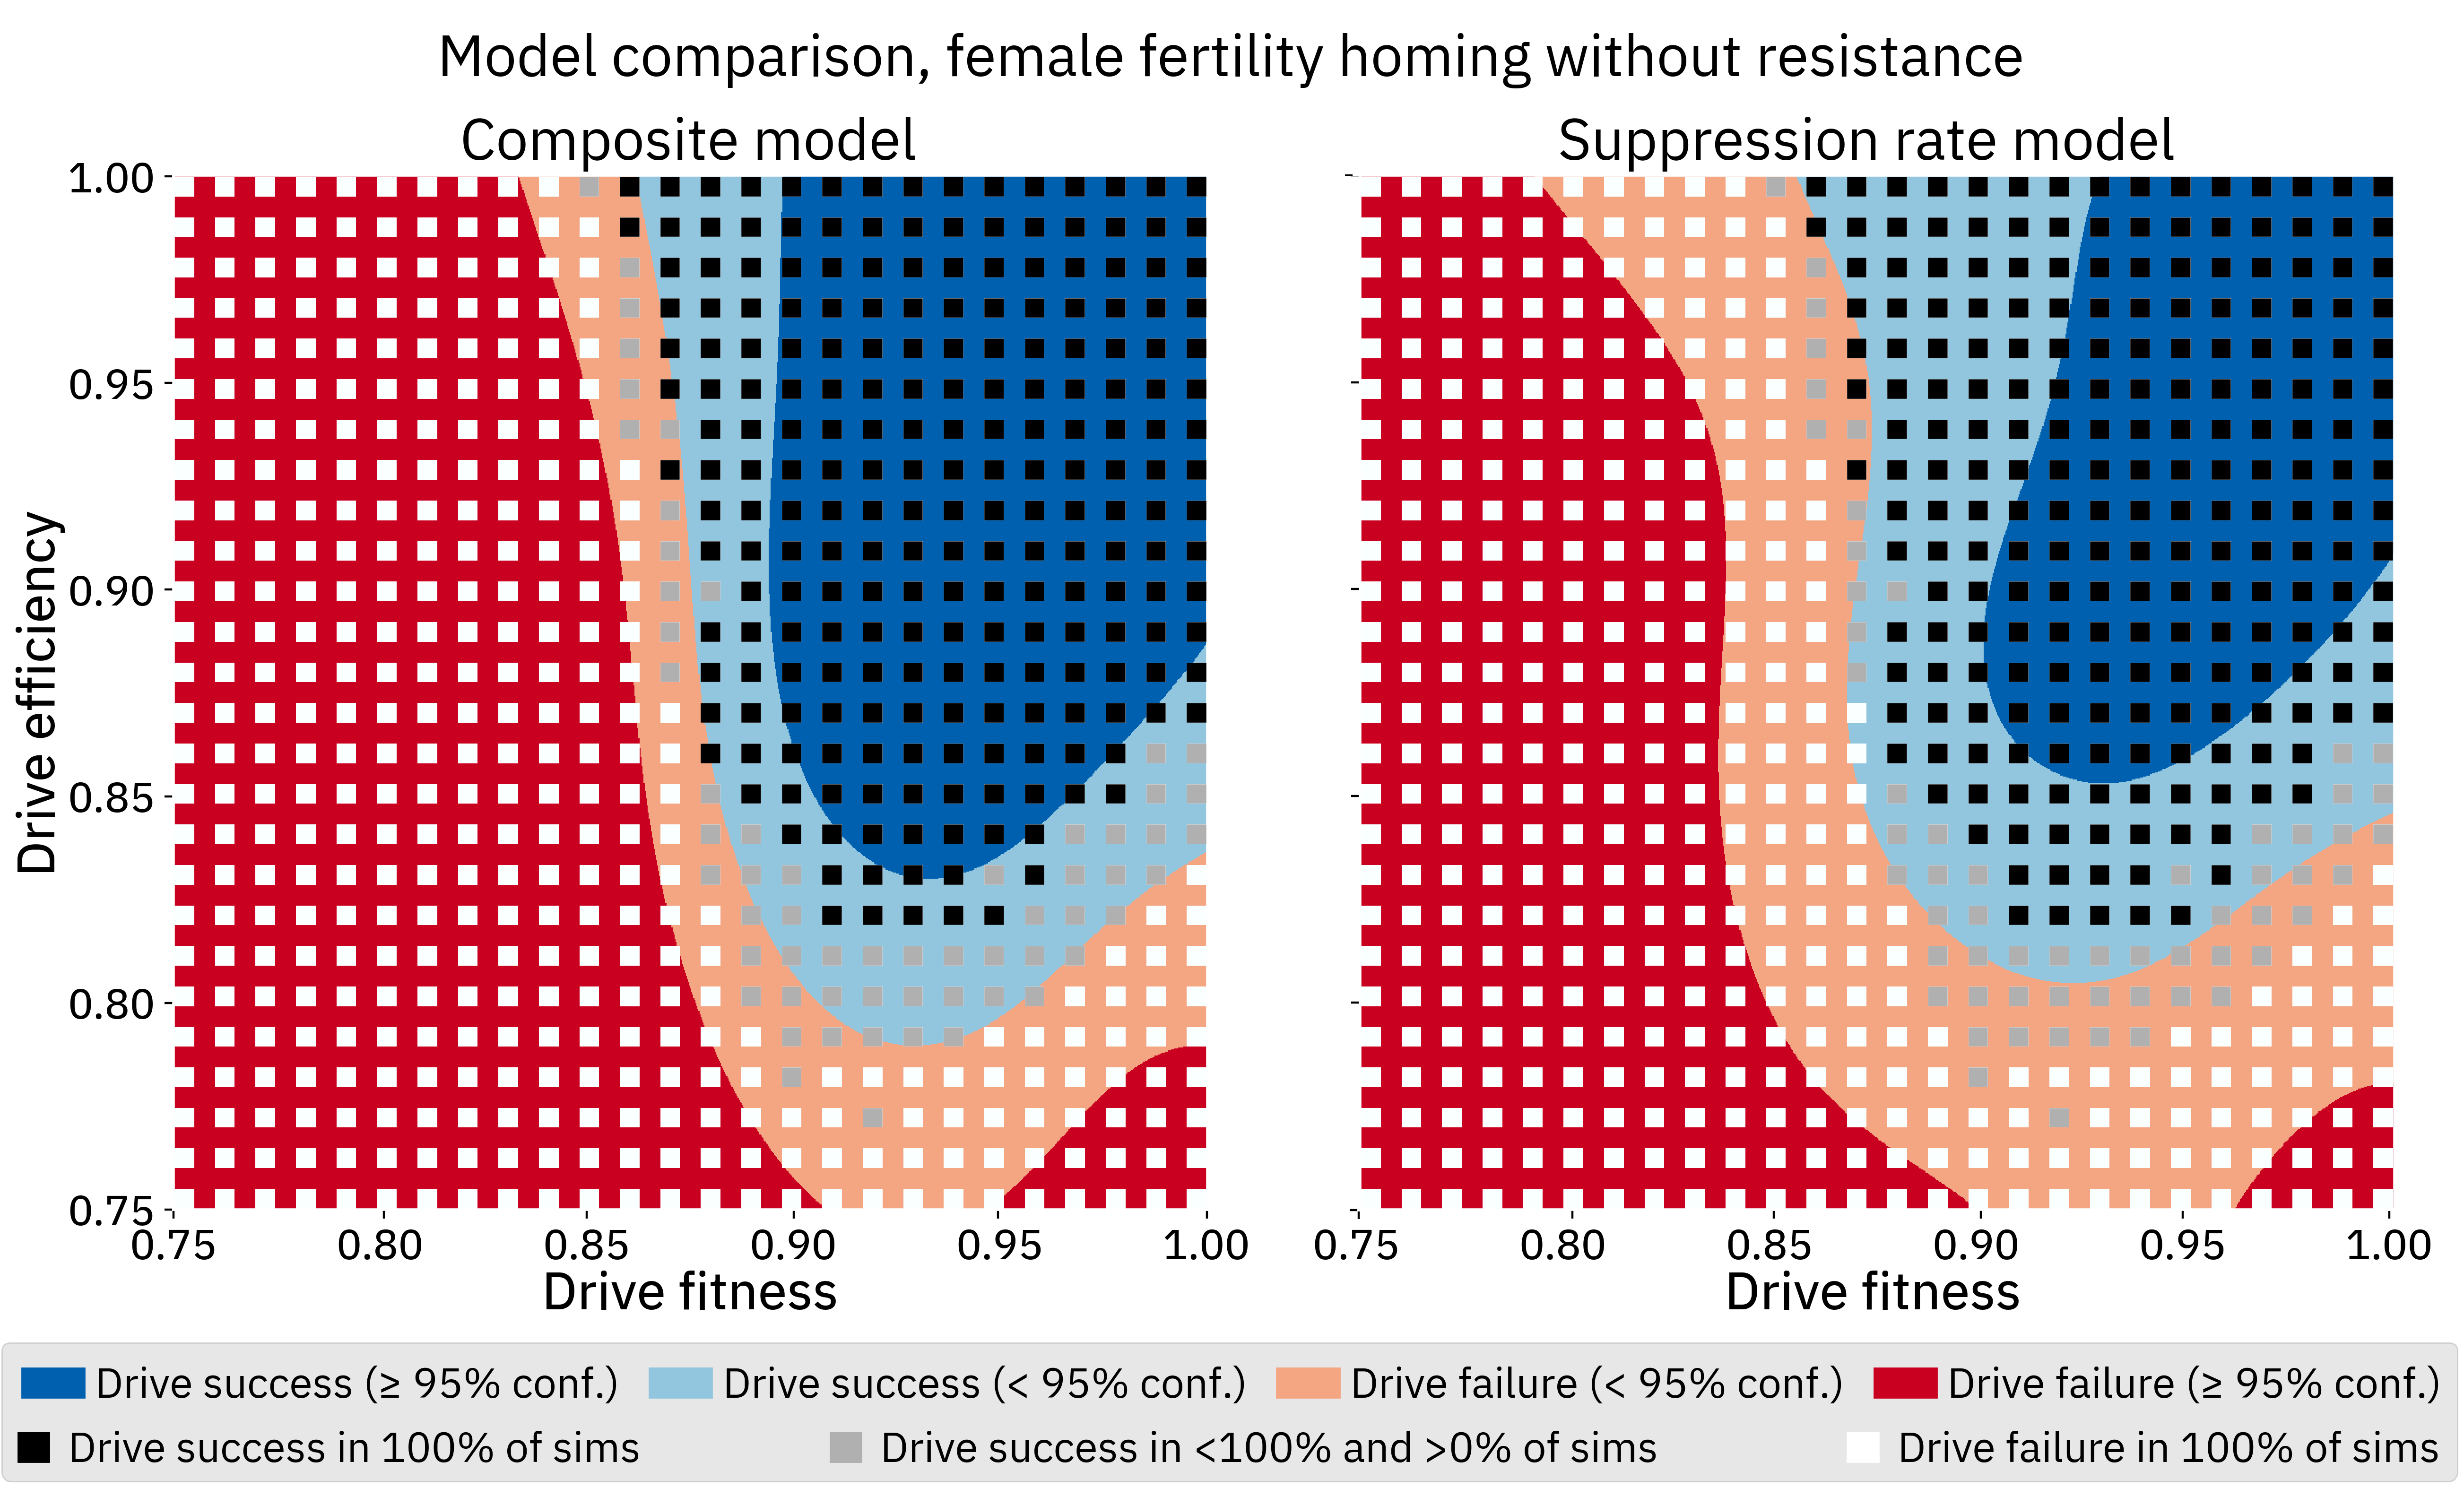 Model comparison, female fertility homing without resistance
Composite model
Suppression rate model
Drive efficiency
1.00
0.95
0.90
0.85
0.80
0.75
0.75 0.80 0.85 0.90 0.95 1.00
Drive fitness
0.75 0.80 0.85 0.90 0.95 1.00
Drive fitness
Drive success (≥ 95% conf.) Drive success (< 95% conf.) Drive failure (< 95% conf.) Drive failure (≥ 95% conf.)
Drive success in 100% of sims Drive success in <100% and >0% of sims Drive failure in 100% of sims